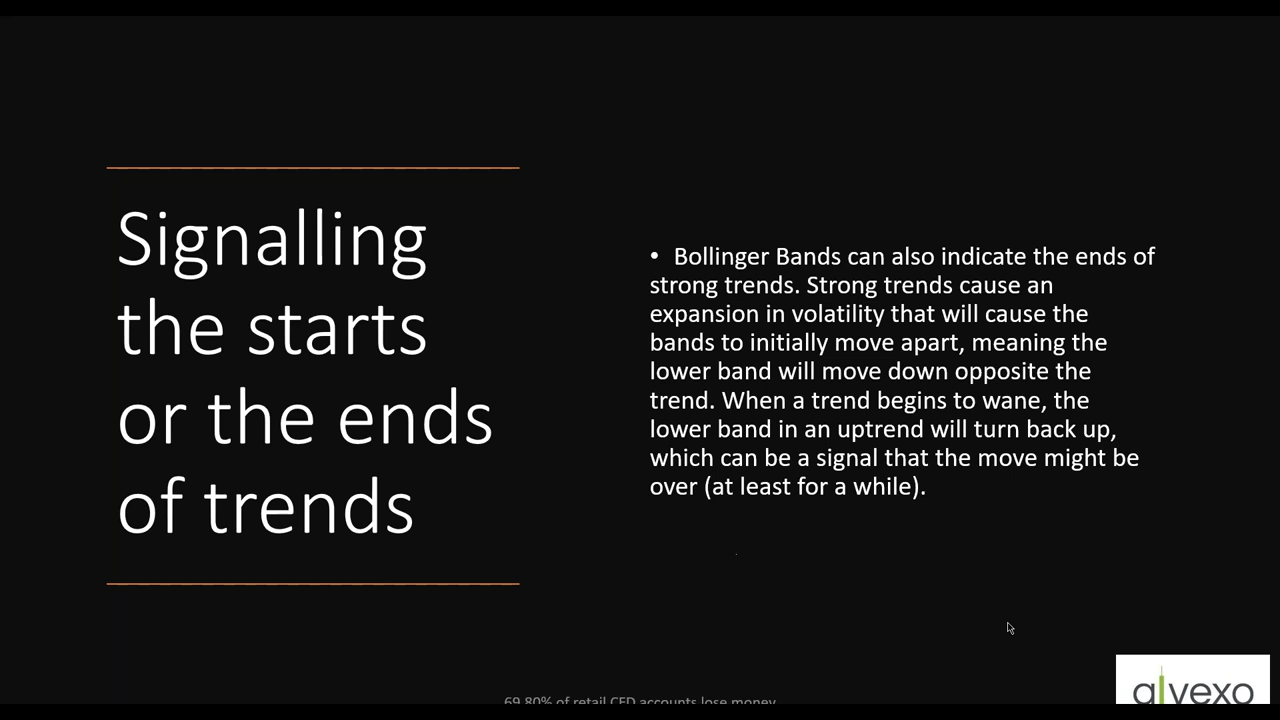 Signalling
the starts
or the ends
of trends
• Bollinger Bands can also indicate the ends of
strong trends. Strong trends cause an
expansion in volatility that will cause the
bands to initially move apart, meaning the
lower band will move down opposite the
trend. When a trend begins to wane, the
lower band in an uptrend will turn back up,
which can be a signal that the move might be
over (at least for a while).
69.80% of retail CFD accounts lose money
alvexo